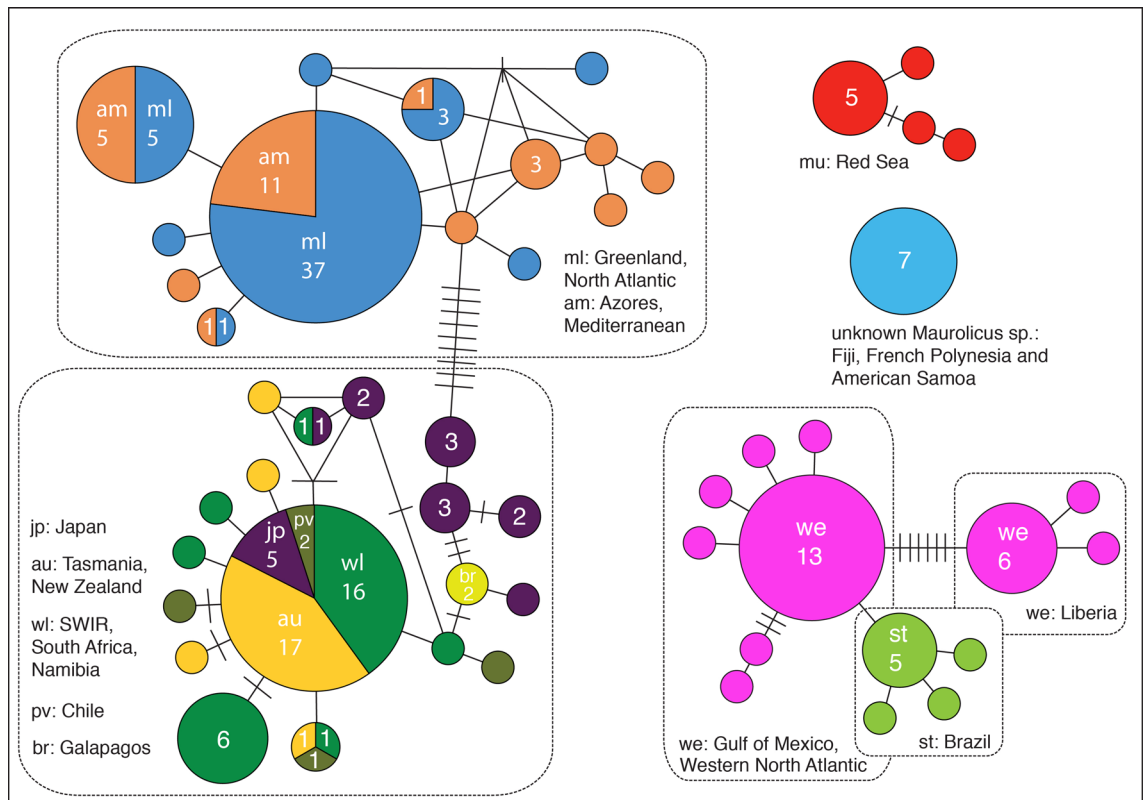 am
5
ml
5
am
11
ml
37
1
3
3
1
1
ml: Greenland,
North Atlantic
am: Azores,
Mediterranean
5
mu: Red Sea
7
unknown Maurolicus sp.:
Fiji, French Polynesia and
American Samoa
2
1
1
3
3
2
jp
5
pv
2
wl
16
au
17
br
2
6
1
1
1
jp: Japan
au: Tasmania,
New Zealand
wl: SWIR,
South Africa,
Namibia
pv: Chile
br: Galapagos
we
13
we
6
we: Liberia
st
5
st: Brazil
we: Gulf of Mexico,
Western North Atlantic